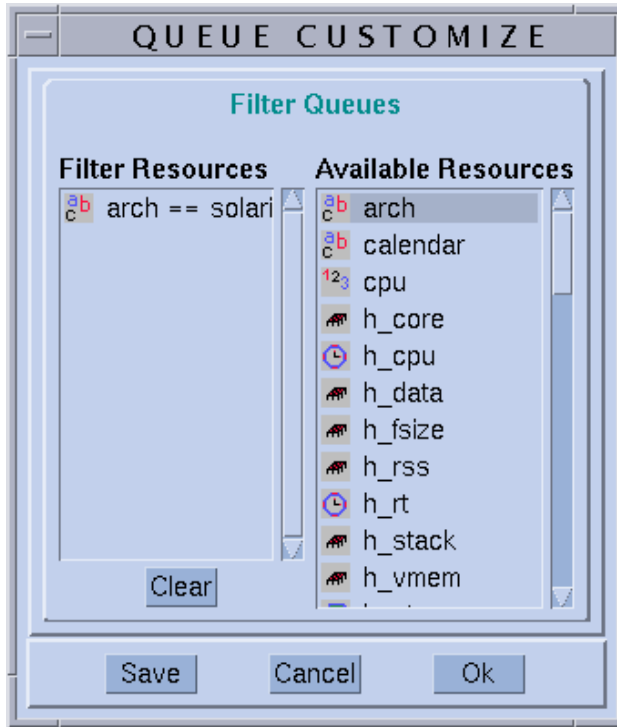 QUEUE CUSTOMIZE
Filter Queues
Filter Resources
arch == solari
Clear
Available Resources
arch
calendar
cpu
h_core
h_cpu
h_data
h_fsize
h_rss
h_rt
h_stack
h_vmem
Save Cancel Ok